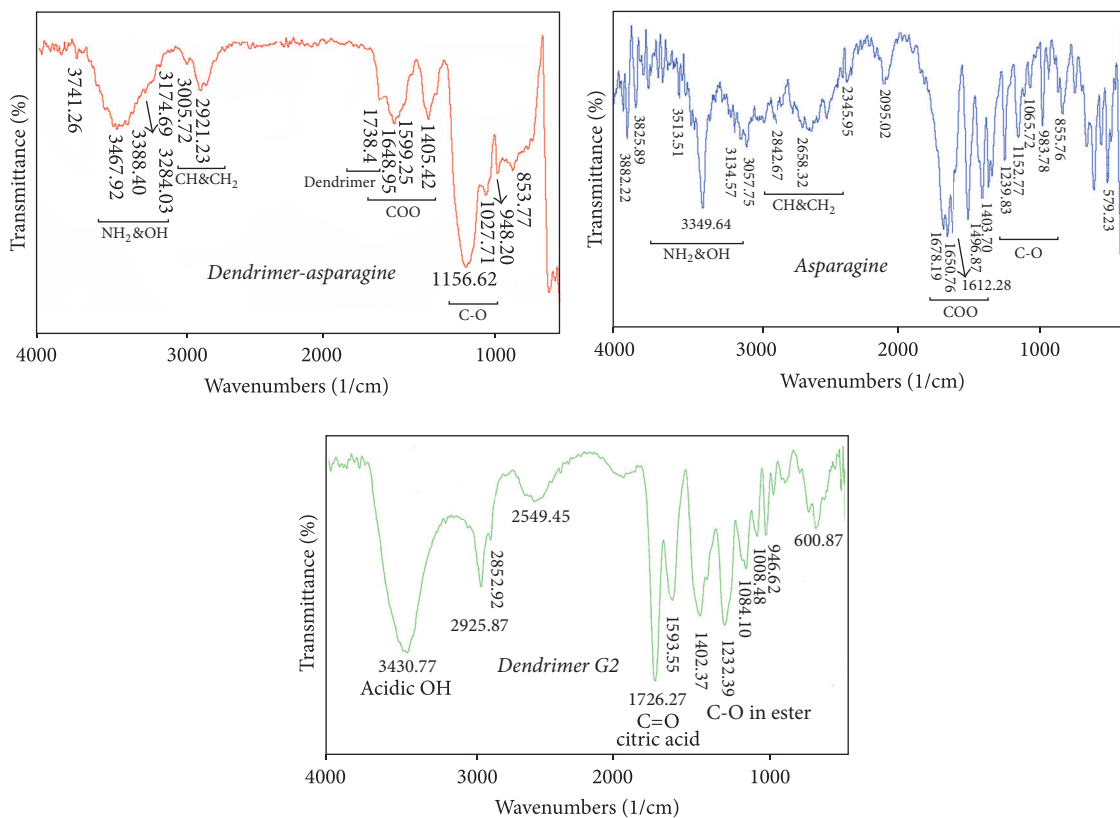 Transmittance (%)
3741.26
3467.92
3388.40
3174.69
3284.03
3005.72
2921.23
NH2&OH
CH&CH2
1738.4
1648.95
1599.25
1405.42
Dendrimer
COO
1156.62
1027.71
948.20
853.77
C-O
Dendrimer-asparagine
4000
3000
2000
1000
Wavenumbers (1/cm)
Tranmittance (%)
3882.22
3825.89
3513.51
3349.64
3134.57
3057.75
NH2&OH
2842.67
2658.32
CH&CH2
2345.95
2095.02
1678.19
1650.76
1612.28
1496.87
1403.70
COO
1239.83
1152.77
1065.72
983.78
855.76
C-O
579.23
Asparagine
4000
3000
2000
1000
Wavenumbers (1/cm)
Transmittance (%)
3430.77
Acidic OH
2925.87
2852.92
2549.45
Dendrimer G2
1726.27
C=O
citric acid
1593.55
1402.37
1232.39
C-O in ester
1084.10
1008.48
946.62
600.87
4000
3000
2000
1000
Wavenumbers (1/cm)